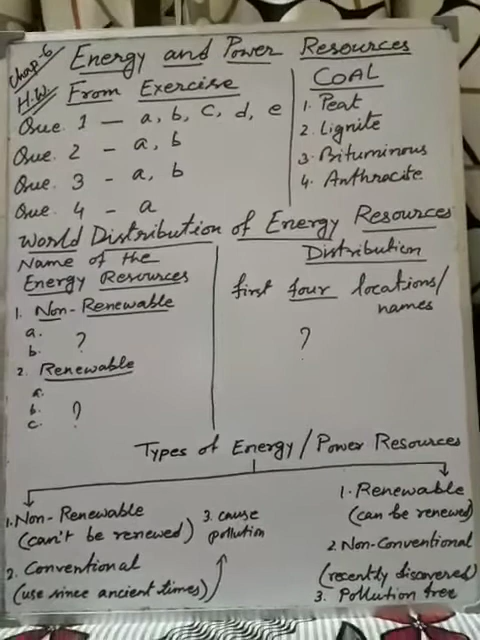 Chap-6
Energy and Power Resources
H.W.
From Exercise
Que. 1 — a, b, c, d, e
Que. 2 - a, b
Que. 3 - a, b
Que. 4 - a
COAL
1. Peat
2. Lignite
3. Bituminous
4. Anthracite
World Distribution of Energy Resources
Name of the
Energy Resources
1. Non-Renewable
a.
b. ?
2. Renewable
a.
b. ?
c.
Distribution
first four locations/
names
?
Types of Energy/Power Resources
1. Non-Renewable
(can't be renewed)
2. Conventional
(use since ancient times)
3. cause
pollution
1. Renewable
(can be renewed)
2. Non-Conventional
(recently discovered)
3. Pollution free